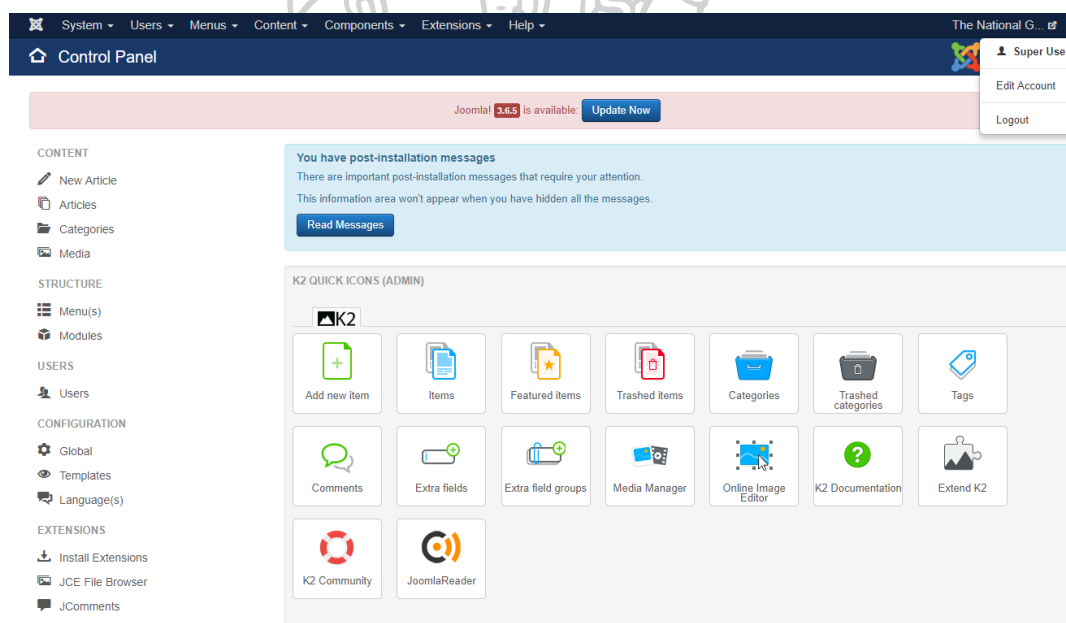 System Users Menus Content Components Extensions Help The National G...
Control Panel
Super Use
Edit Account
Logout
Joomla! 3.6.5 is available: Update Now
CONTENT
New Article
Articles
Categories
Media
STRUCTURE
Menu(s)
Modules
USERS
Users
CONFIGURATION
Global
Templates
Language(s)
EXTENSIONS
Install Extensions
JCE File Browser
JComments
You have post-installation messages
There are important post-installation messages that require your attention.
This information area won't appear when you have hidden all the messages.
Read Messages
K2 QUICK ICONS (ADMIN)
K2
Add new item Items Featured items Trashed items Categories Trashed categories Tags
Comments Extra fields Extra field groups Media Manager Online Image Editor K2 Documentation Extend K2
K2 Community JoomlaReader